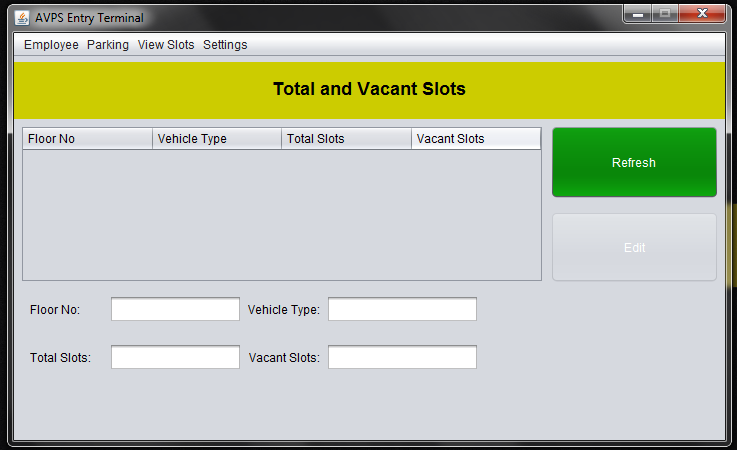 AVPS Entry Terminal
Employee Parking View Slots Settings
Total and Vacant Slots
Floor No Vehicle Type Total Slots Vacant Slots
Refresh
Edit
Floor No: Vehicle Type:
Total Slots: Vacant Slots: